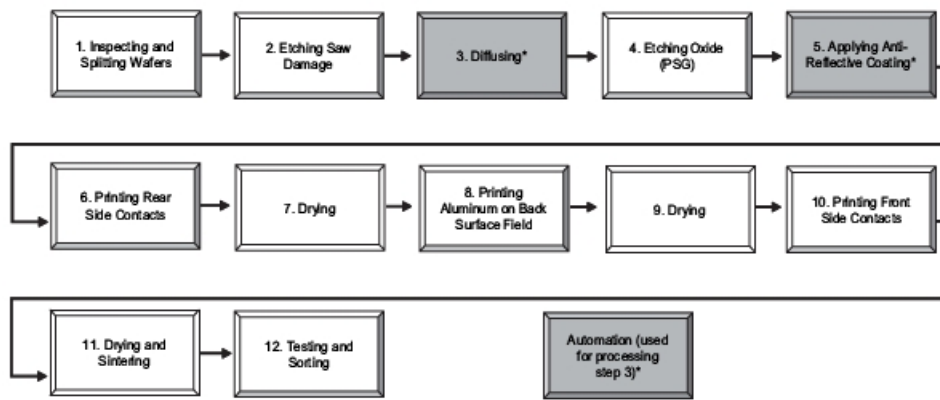 1. Inspecting and
Splitting Wafers
2. Etching Saw
Damage
3. Diffusing*
4. Etching Oxide
(PSG)
5. Applying Anti-
Reflective Coating*
6. Printing Rear
Side Contacts
7. Drying
8. Printing
Aluminum on Back
Surface Field
9. Drying
10. Printing Front
Side Contacts
11. Drying and
Sintering
12. Testing and
Sorting
Automation (used
for processing
step 3)*